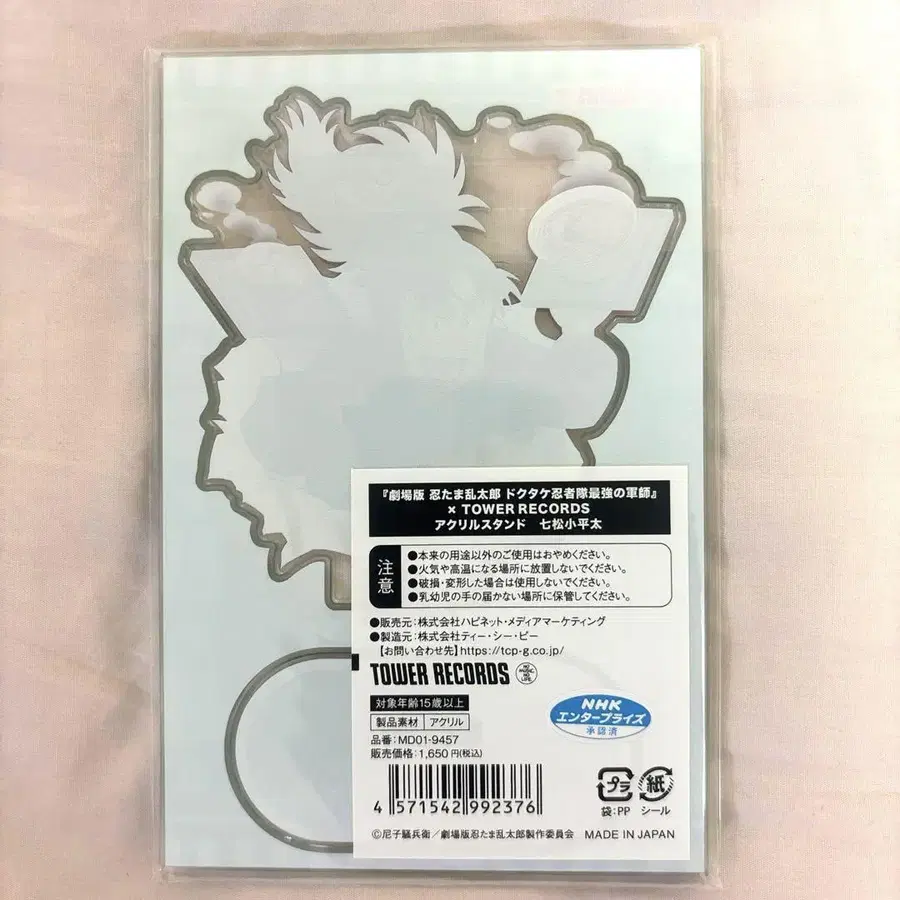 『劇場版 忍たま乱太郎 ドクタケ忍者隊最強の軍師』
× TOWER RECORDS
アクリルスタンド 七松小平太
注意
●本来の用途以外のご使用はおやめください。
●火気や高温になる場所に放置しないでください。
●破損・変形した場合は使用しないでください。
●乳幼児の手の届かない場所に保管してください。
●販売元:株式会社ハピネット・メディアマーケティング
●製造元:株式会社ティー・シー・ピー
【お問い合わせ先】https://tcp-g.co.jp/
TOWER RECORDS NO MUSIC, NO LIFE.
対象年齢15歳以上
製品素材 アクリル
品番:MD01-9457
販売価格:1,650円(税込)
NHK
エンタープライズ
承認済
4 571542 992376
プラ 紙
袋:PP シール
©尼子騒兵衛/劇場版忍たま乱太郎製作委員会 MADE IN JAPAN